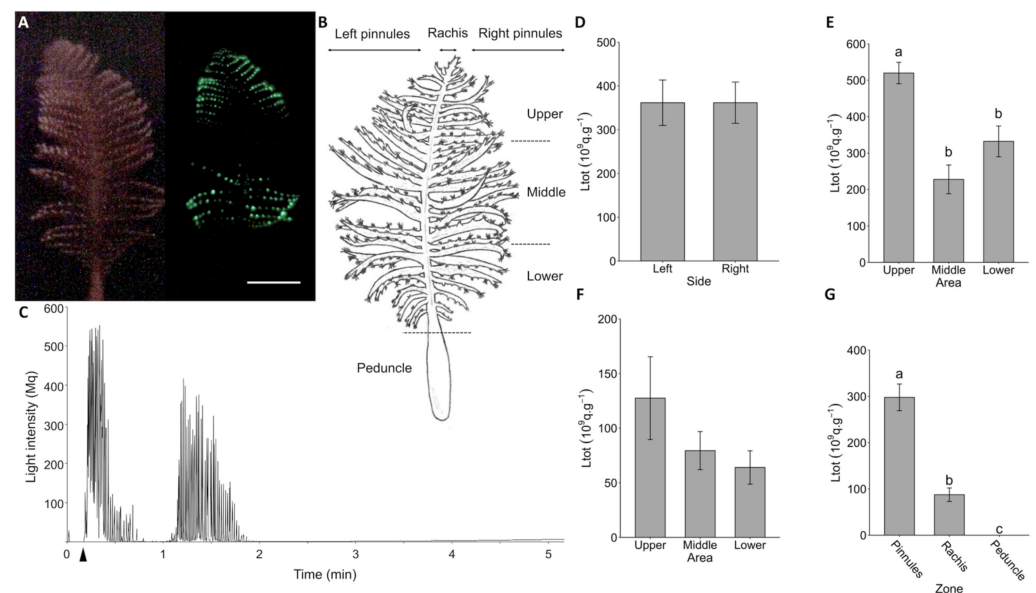 A
B
Left pinnules
Rachis
Right pinnules
Upper
Middle
Lower
Peduncle
C
600
500
400
300
200
100
0
1
2
3
4
5
Light intensity (Mq)
Time (min)
D
500
400
300
200
100
0
Ltot (10⁹q.g⁻¹)
Left
Right
Side
E
600
500
400
300
200
100
0
Ltot (10⁹q.g⁻¹)
a
b
b
Upper
Middle
Lower
Area
F
200
150
100
50
0
Ltot (10⁹q.g⁻¹)
Upper
Middle
Lower
Area
G
400
300
200
100
0
Ltot (10⁹q.g⁻¹)
a
b
c
Pinnules
Rachis
Peduncle
Zone